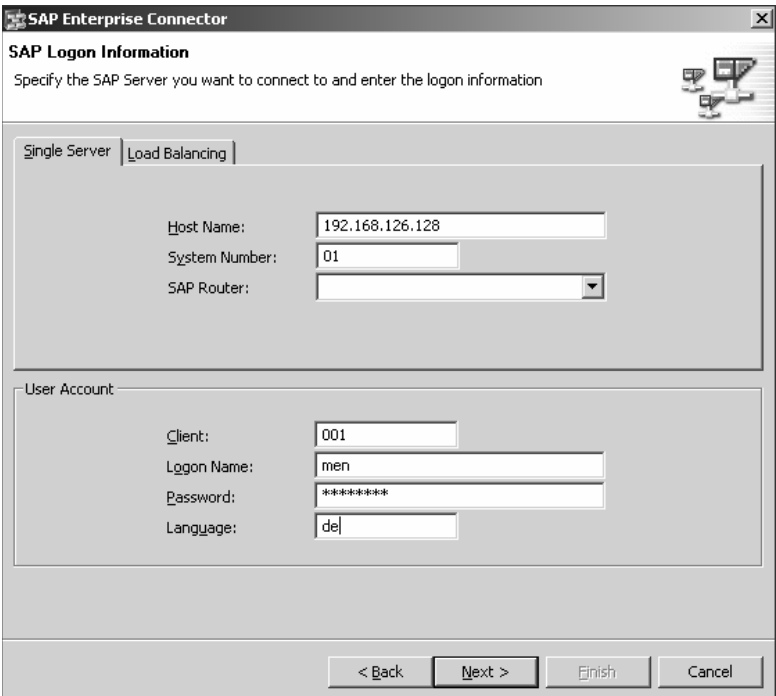 SAP Enterprise Connector
SAP Logon Information
Specify the SAP Server you want to connect to and enter the logon information
Single Server Load Balancing
Host Name: 192.168.126.128
System Number: 01
SAP Router:
User Account
Client: 001
Logon Name: men
Password: ********
Language: de
< Back Next > Finish Cancel